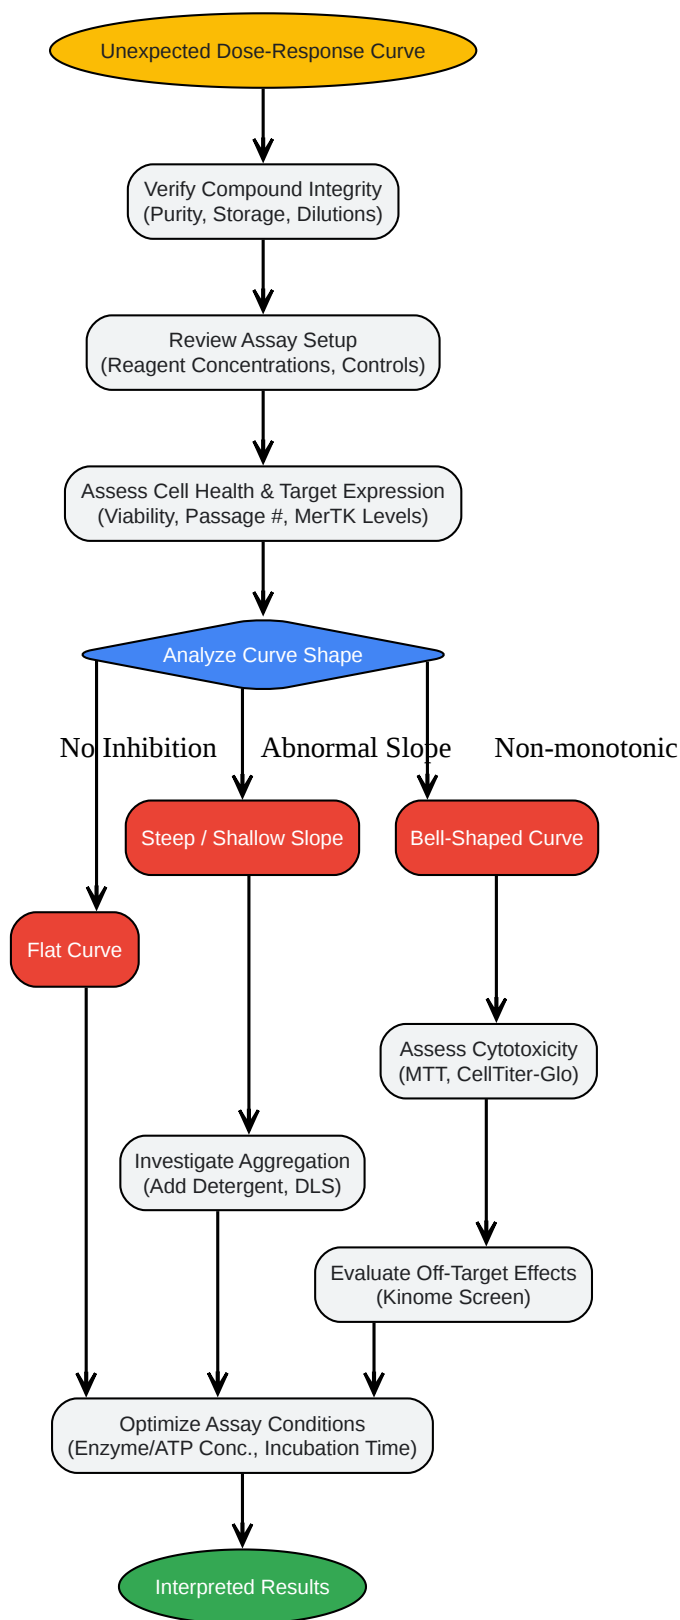 Unexpected Dose-Response Curve
Verify Compound Integrity
(Purity, Storage, Dilutions)
Review Assay Setup
(Reagent Concentrations, Controls)
Assess Cell Health & Target Expression
(Viability, Passage #, MerTK Levels)
Analyze Curve Shape
No Inhibition
Abnormal Slope
Non-monotonic
Steep / Shallow Slope
Bell-Shaped Curve
Flat Curve
Assess Cytotoxicity
(MTT, CellTiter-Glo)
Investigate Aggregation
(Add Detergent, DLS)
Evaluate Off-Target Effects
(Kinome Screen)
Optimize Assay Conditions
(Enzyme/ATP Conc., Incubation Time)
Interpreted Results